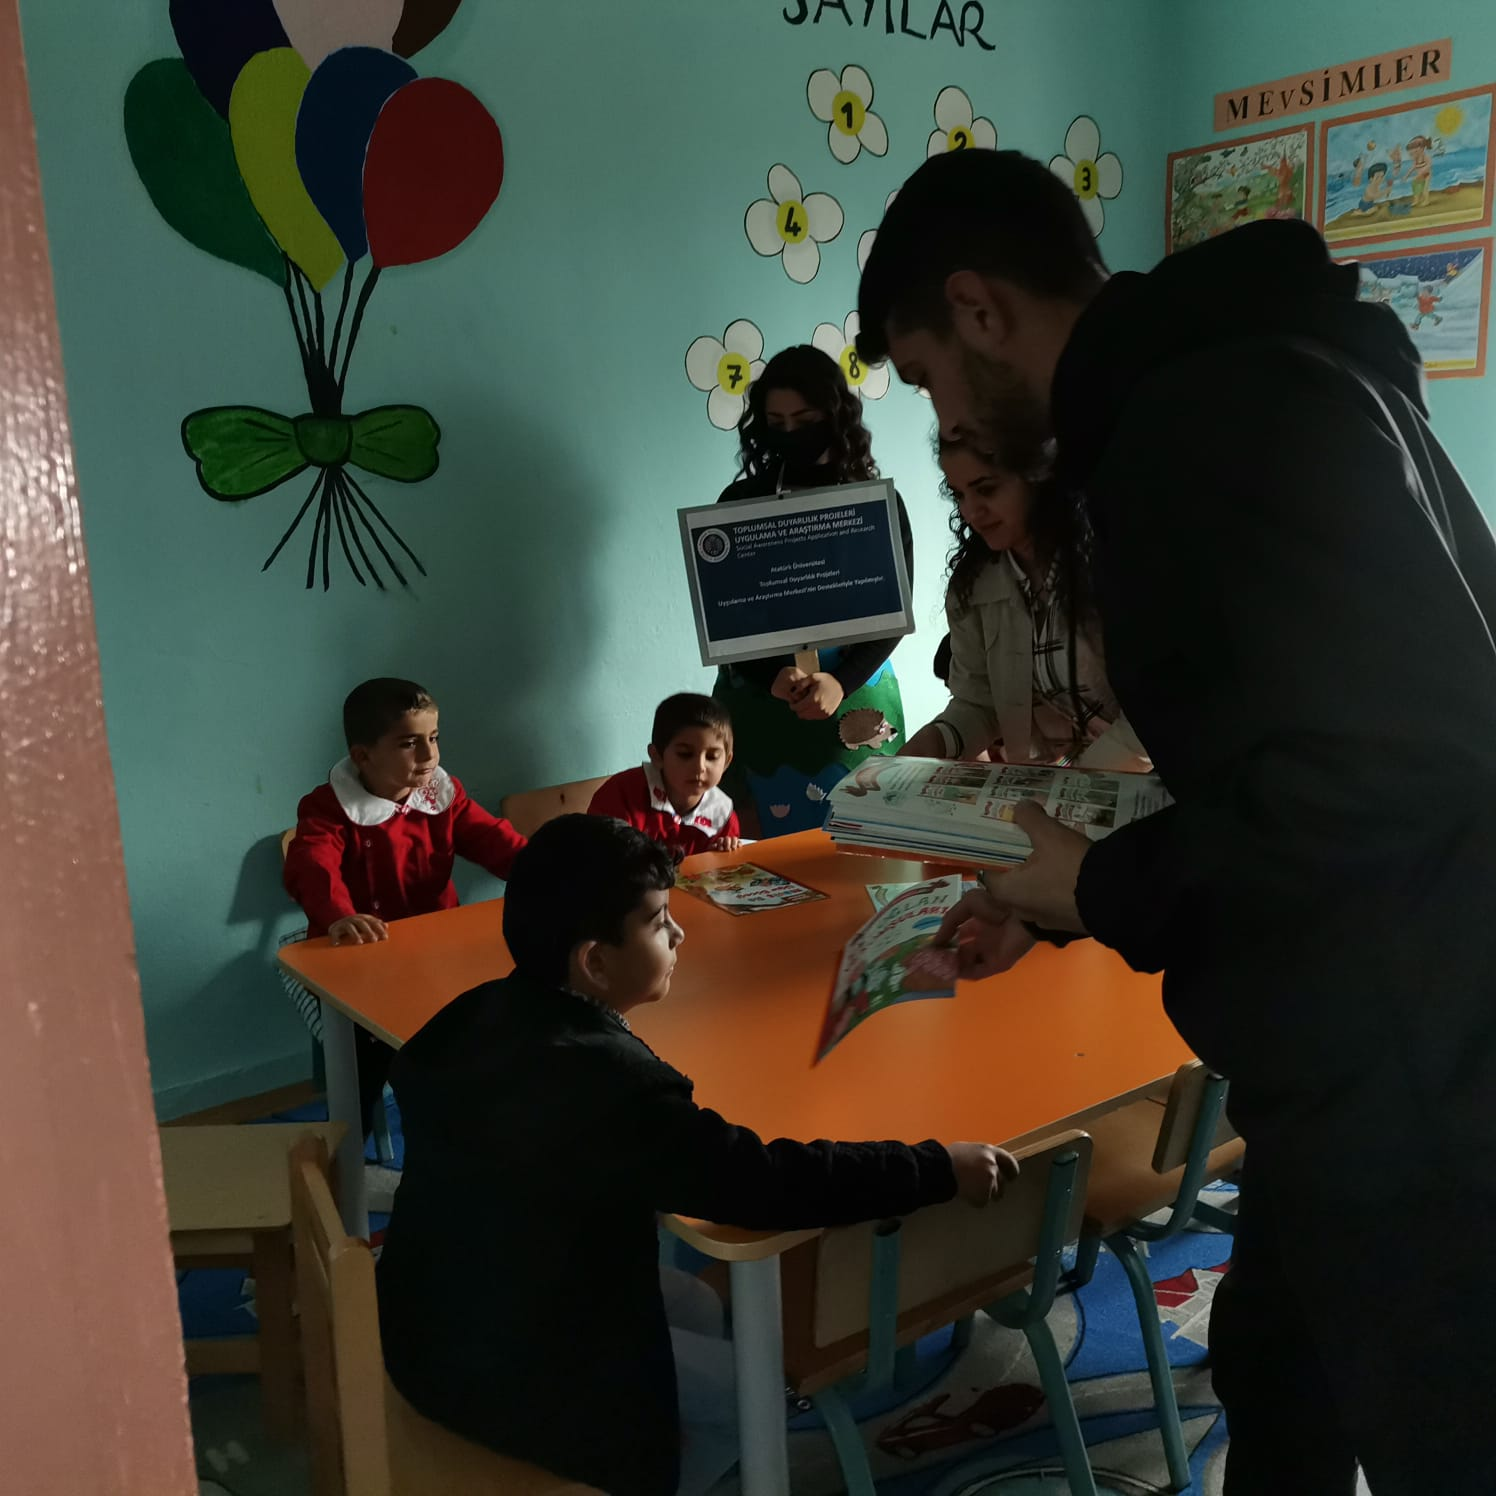 SAYILAR
MEVSİMLER
1
2
3
4
7
8
TOPLUMSAL DUYARLILIK PROJELERİ
UYGULAMA VE ARAŞTIRMA MERKEZİ
Social Awareness Projects Application and Research
Center
Atatürk Üniversitesi
Toplumsal Duyarlılık Projeleri
Uygulama ve Araştırma Merkezi'nin Destekleriyle Yapılmıştır.